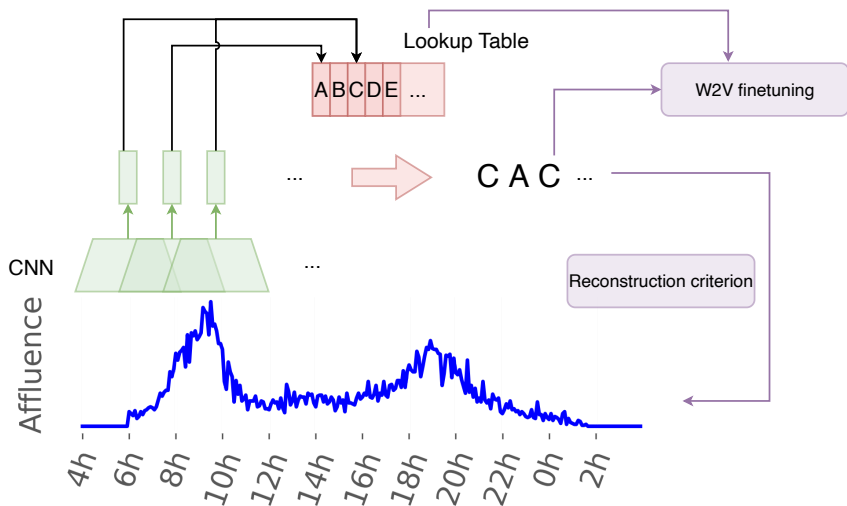 Lookup Table
A B C D E ...
W2V finetuning
...
C A C ...
CNN
...
Reconstruction criterion
Affluence
4h 6h 8h 10h 12h 14h 16h 18h 20h 22h 0h 2h